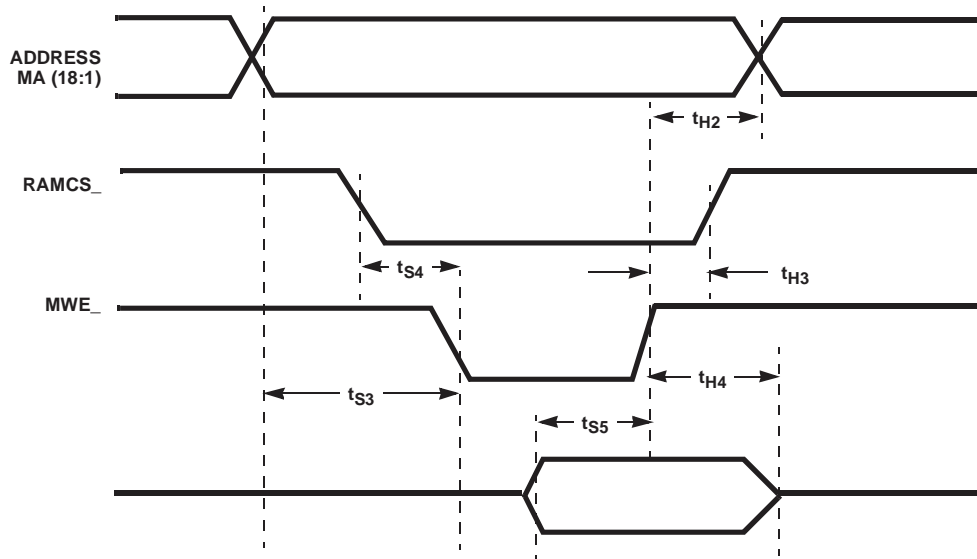 ADDRESS
MA (18:1)
tH2
RAMCS_
tS4
tH3
MWE_
tS3
tH4
tS5